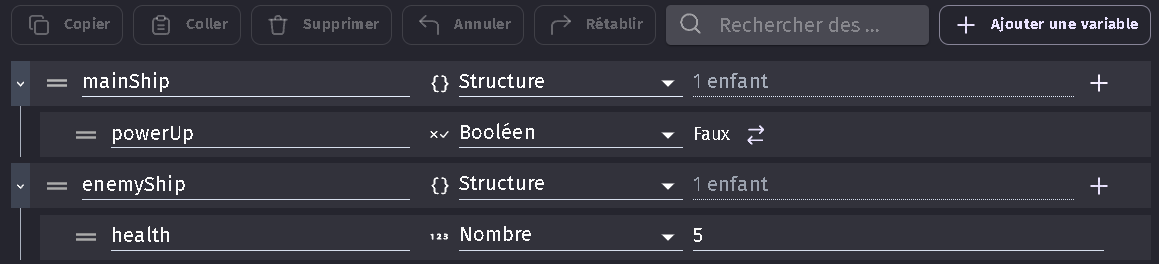 Copier Coller Supprimer Annuler Rétablir Rechercher des ... Ajouter une variable
mainShip {} Structure 1 enfant
powerUp Booléen Faux
enemyShip {} Structure 1 enfant
health 123 Nombre 5